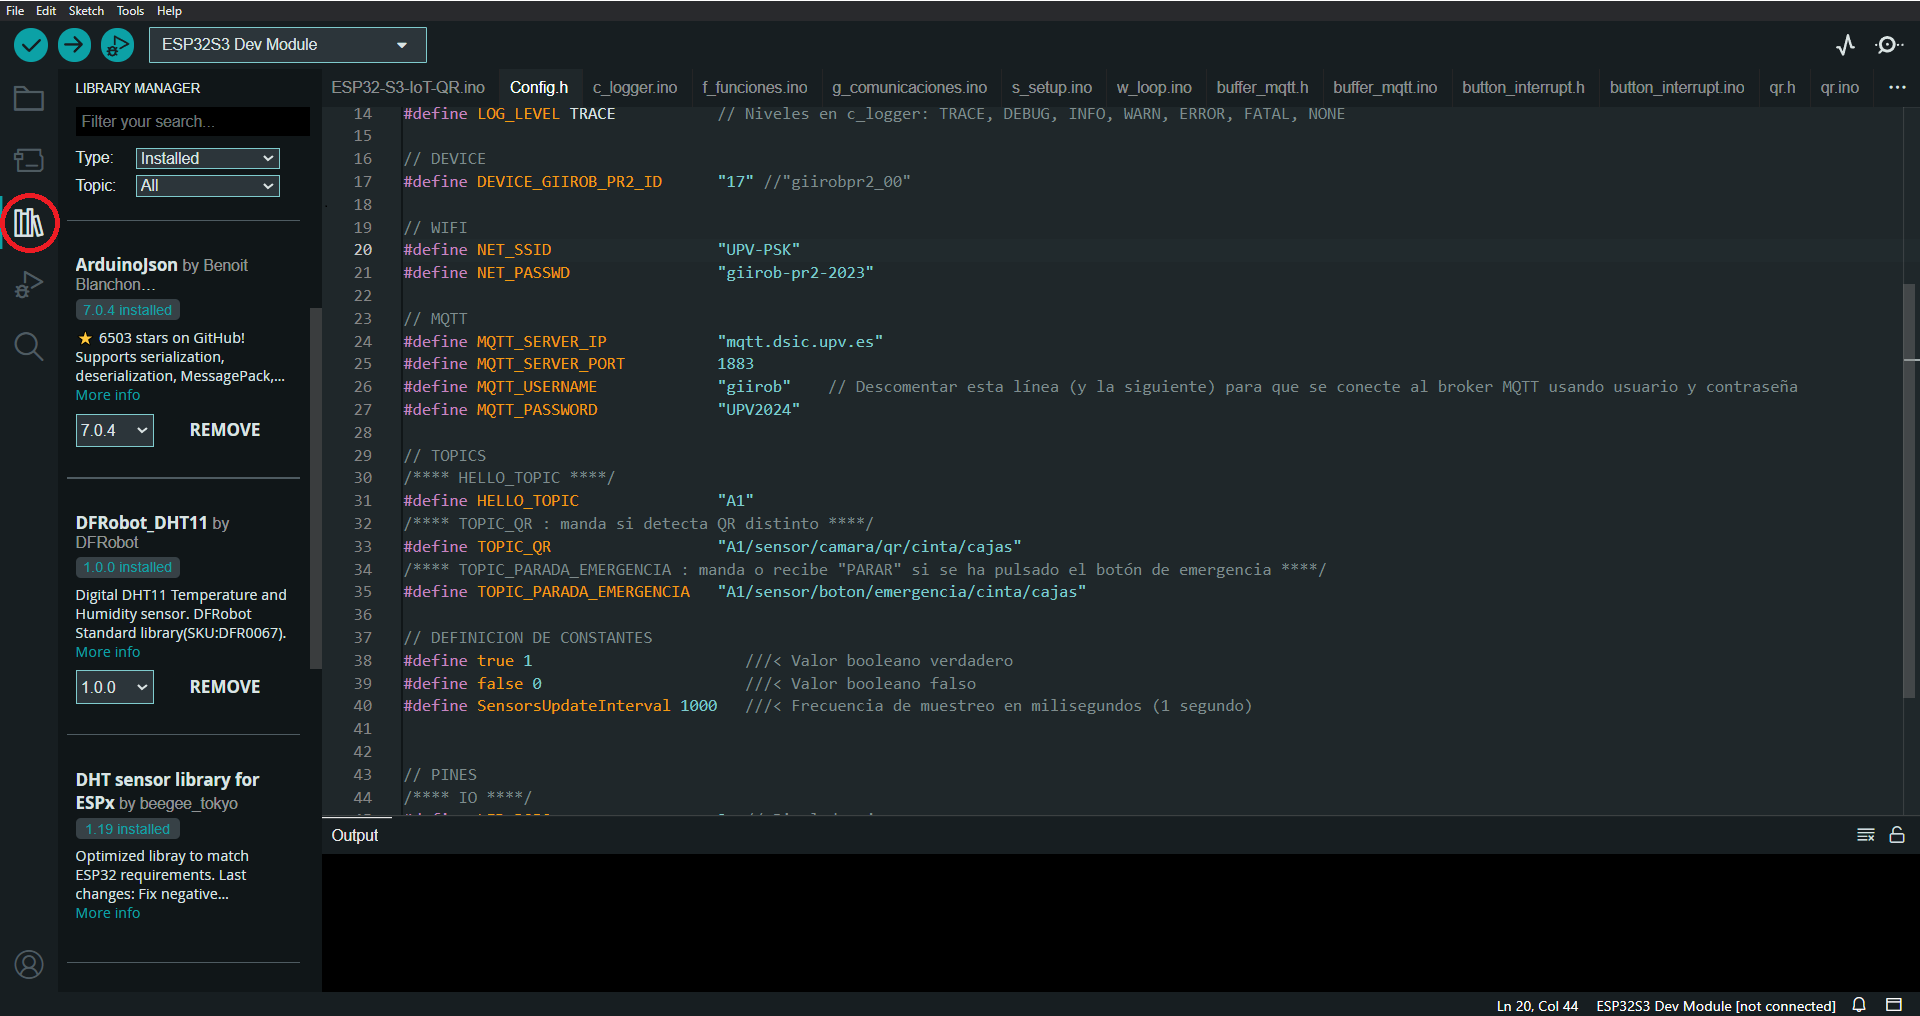 File Edit Sketch Tools Help
ESP32S3 Dev Module
LIBRARY MANAGER
Filter your search...
Type: Installed
Topic: All
ArduinoJson by Benoit
Blanchon...
7.0.4 installed
6503 stars on GitHub!
Supports serialization,
deserialization, MessagePack,...
More info
7.0.4 REMOVE
DFRobot_DHT11 by
DFRobot
1.0.0 installed
Digital DHT11 Temperature and
Humidity sensor. DFRobot
Standard library(SKU:DFR0067).
More info
1.0.0 REMOVE
DHT sensor library for
ESPx by beegee_tokyo
1.19 installed
Optimized libray to match
ESP32 requirements. Last
changes: Fix negative...
More info
ESP32-S3-IoT-QR.ino Config.h c_logger.ino f_funciones.ino g_comunicaciones.ino s_setup.ino w_loop.ino buffer_mqtt.h buffer_mqtt.ino button_interrupt.h button_interrupt.ino qr.h qr.ino ...
14 #define LOG_LEVEL TRACE // Niveles en c_logger: TRACE, DEBUG, INFO, WARN, ERROR, FATAL, NONE
15
16 // DEVICE
17 #define DEVICE_GIIROB_PR2_ID "17" //"giirobpr2_00"
18
19 // WIFI
20 #define NET_SSID "UPV-PSK"
21 #define NET_PASSWD "giirob-pr2-2023"
22
23 // MQTT
24 #define MQTT_SERVER_IP "mqtt.dsic.upv.es"
25 #define MQTT_SERVER_PORT 1883
26 #define MQTT_USERNAME "giirob" // Descomentar esta línea (y la siguiente) para que se conecte al broker MQTT usando usuario y contraseña
27 #define MQTT_PASSWORD "UPV2024"
28
29 // TOPICS
30 /**** HELLO_TOPIC ****/
31 #define HELLO_TOPIC "A1"
32 /**** TOPIC_QR : manda si detecta QR distinto ****/
33 #define TOPIC_QR "A1/sensor/camara/qr/cinta/cajas"
34 /**** TOPIC_PARADA_EMERGENCIA : manda o recibe "PARAR" si se ha pulsado el botón de emergencia ****/
35 #define TOPIC_PARADA_EMERGENCIA "A1/sensor/boton/emergencia/cinta/cajas"
36
37 // DEFINICION DE CONSTANTES
38 #define true 1 ///< Valor booleano verdadero
39 #define false 0 ///< Valor booleano falso
40 #define SensorsUpdateInterval 1000 ///< Frecuencia de muestreo en milisegundos (1 segundo)
41
42
43 // PINES
44 /**** IO ****/
Output
Ln 20, Col 44 ESP32S3 Dev Module [not connected]